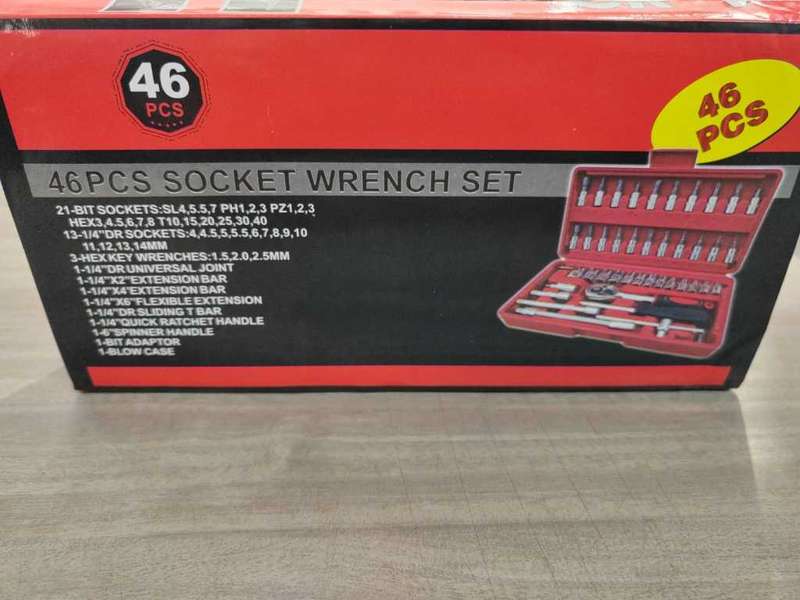 46
PCS
46
PCS
46PCS SOCKET WRENCH SET
21-BIT SOCKETS:SL4,5.5,7 PH1,2,3 PZ1,2,3
HEX3,4,5,6,7,8 T10,15,20,25,30,40
13-1/4"DR SOCKETS:4,4.5,5,5.5,6,7,8,9,10
11,12,13,14MM
3-HEX KEY WRENCHES:1.5,2.0,2.5MM
1-1/4"DR UNIVERSAL JOINT
1-1/4"X2"EXTENSION BAR
1-1/4"X4"EXTENSION BAR
1-1/4"X6"FLEXIBLE EXTENSION
1-1/4"DR SLIDING T BAR
1-1/4"QUICK RATCHET HANDLE
1-6"SPINNER HANDLE
1-BIT ADAPTOR
1-BLOW CASE